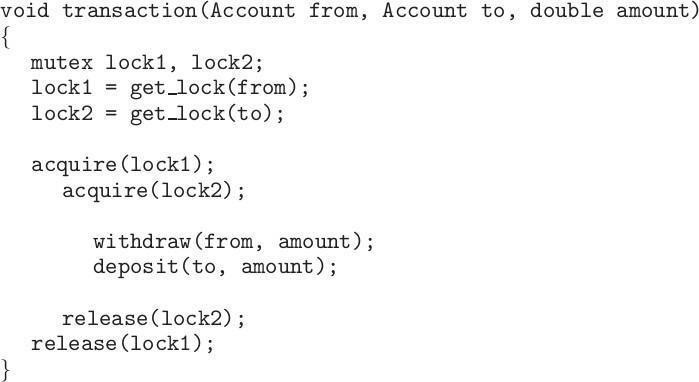 void transaction(Account from, Account to, double amount)
{
mutex lock1, lock2;
lock1 = get_lock(from);
lock2 = get_lock(to);
acquire(lock1);
acquire(lock2);
withdraw(from, amount);
deposit(to, amount);
release(lock2);
release(lock1);
}